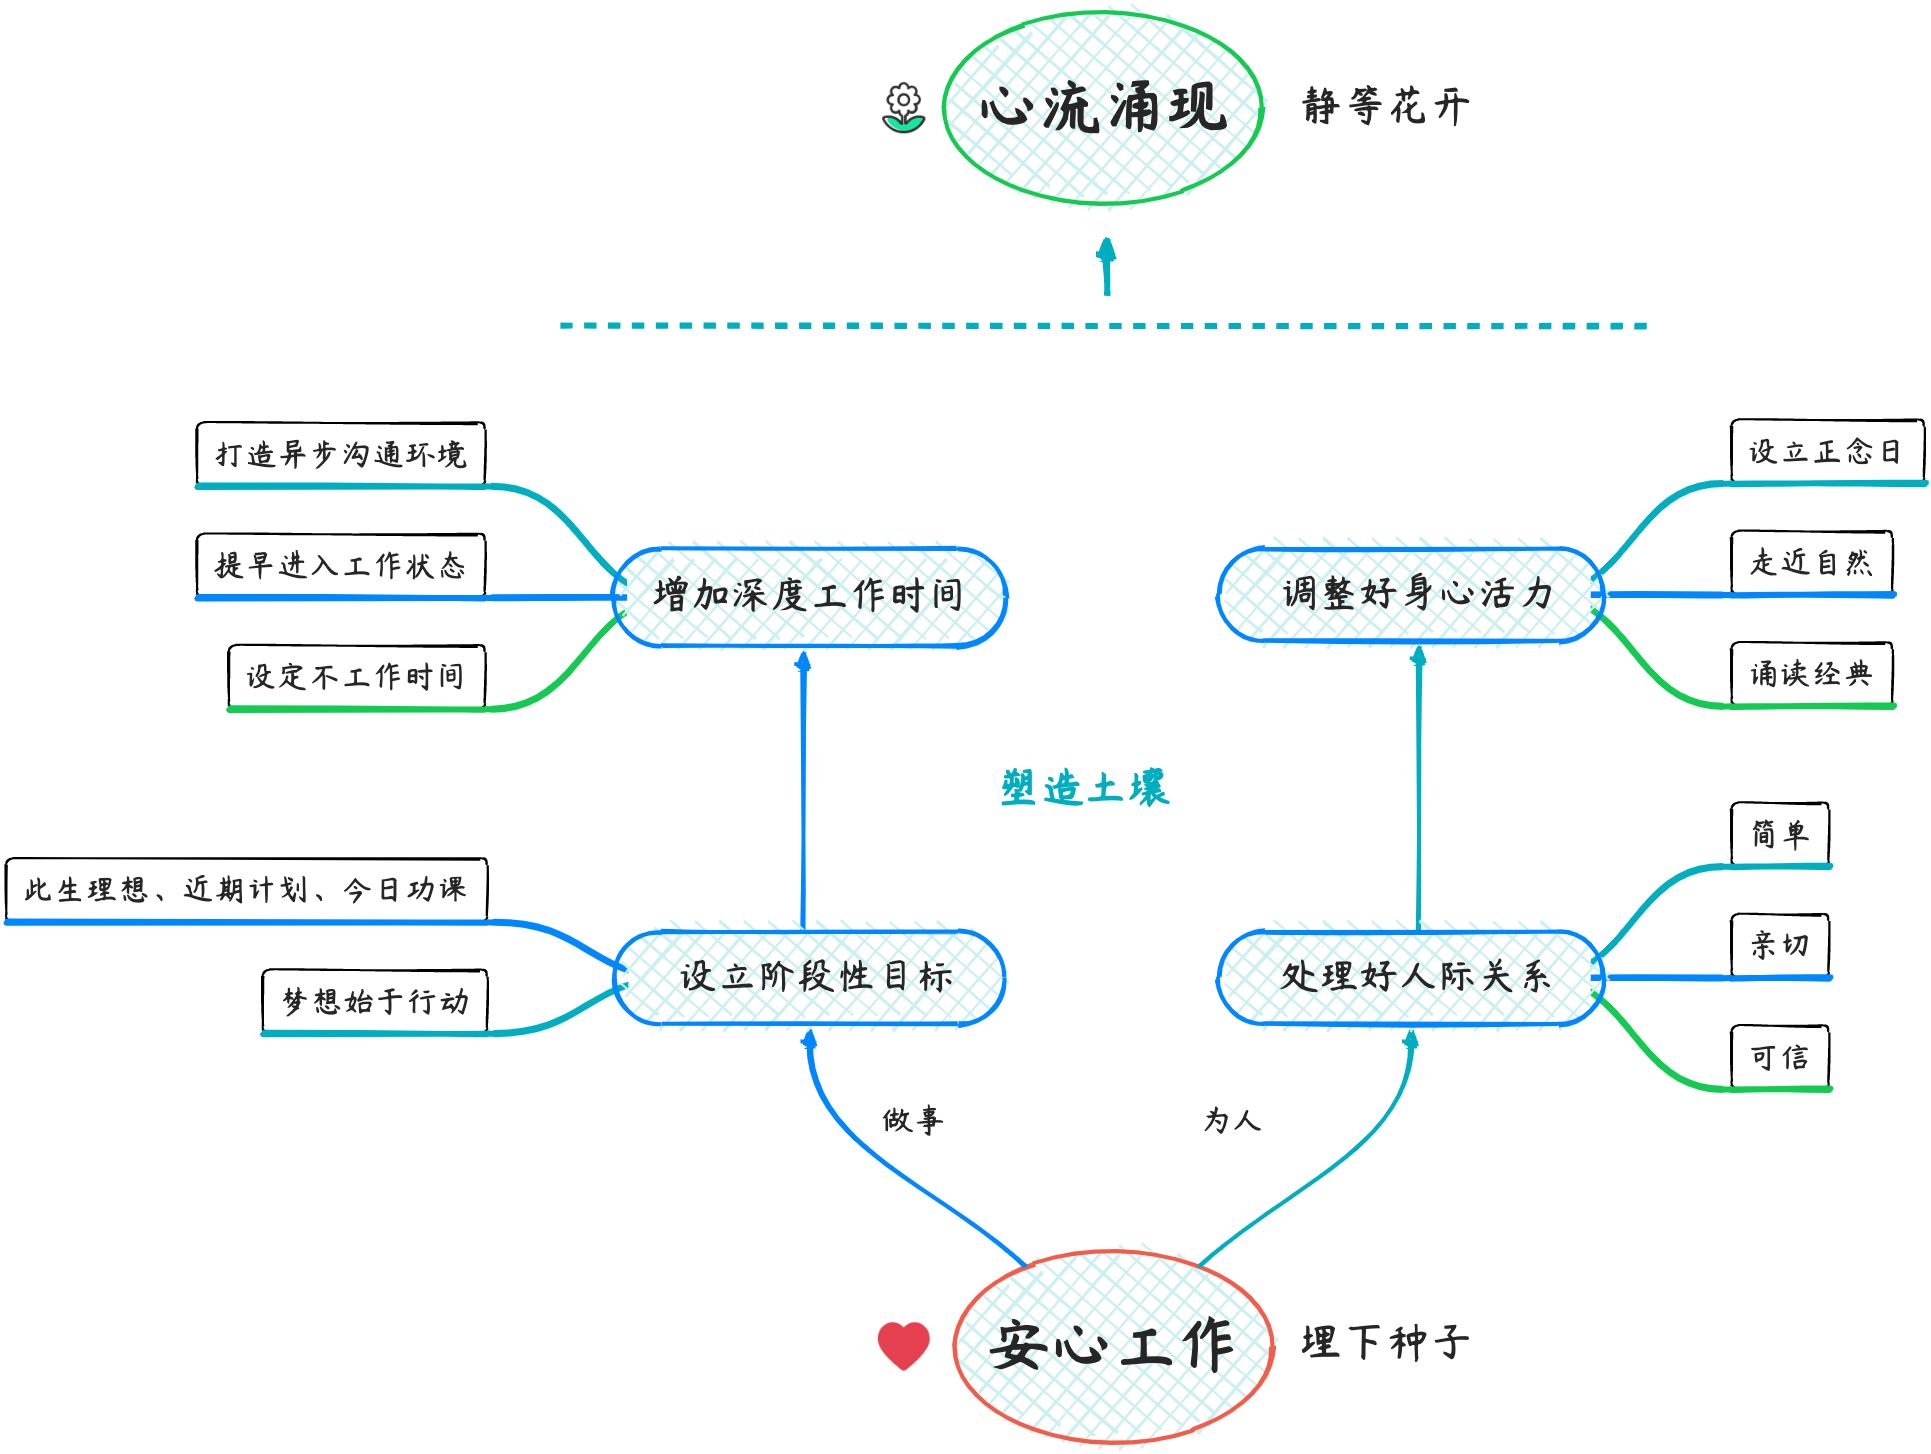 心流涌现
静等花开
打造异步沟通环境
提早进入工作状态
设定不工作时间
增加深度工作时间
调整好身心活力
设立正念日
走近自然
诵读经典
塑造土壤
此生理想、近期计划、今日功课
梦想始于行动
设立阶段性目标
处理好人际关系
简单
亲切
可信
做事
为人
安心工作
埋下种子